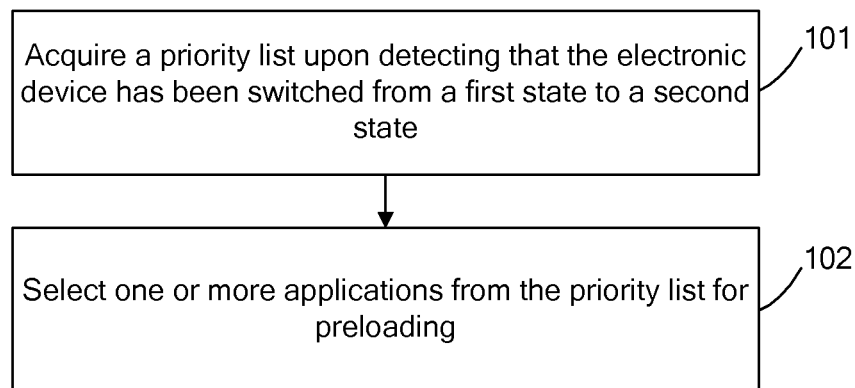 Acquire a priority list upon detecting that the electronic
device has been switched from a first state to a second
state
101
Select one or more applications from the priority list for
preloading
102